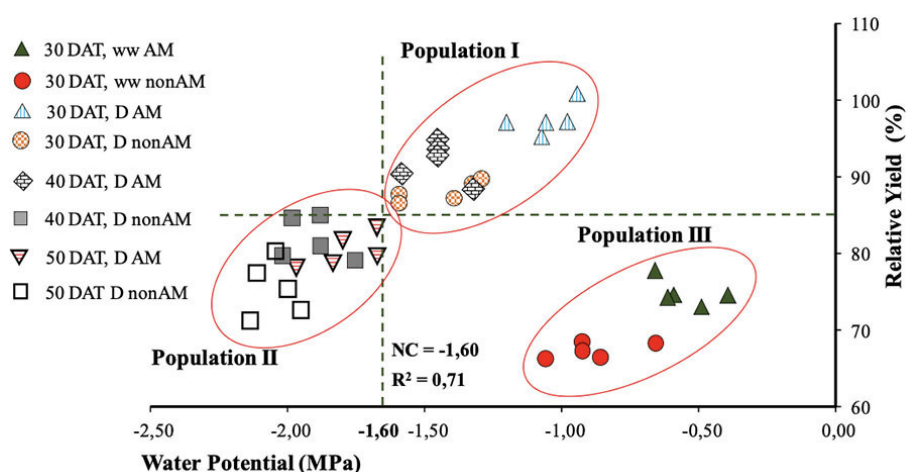 30 DAT, ww AM
30 DAT, ww nonAM
30 DAT, D AM
30 DAT, D nonAM
40 DAT, D AM
40 DAT, D nonAM
50 DAT, D AM
50 DAT D nonAM
Population I
Population II
Population III
NC = -1,60
R² = 0,71
110
100
90
80
70
60
Relative Yield (%)
-2,50 -2,00 -1,60 -1,50 -1,00 -0,50 0,00
Water Potential (MPa)